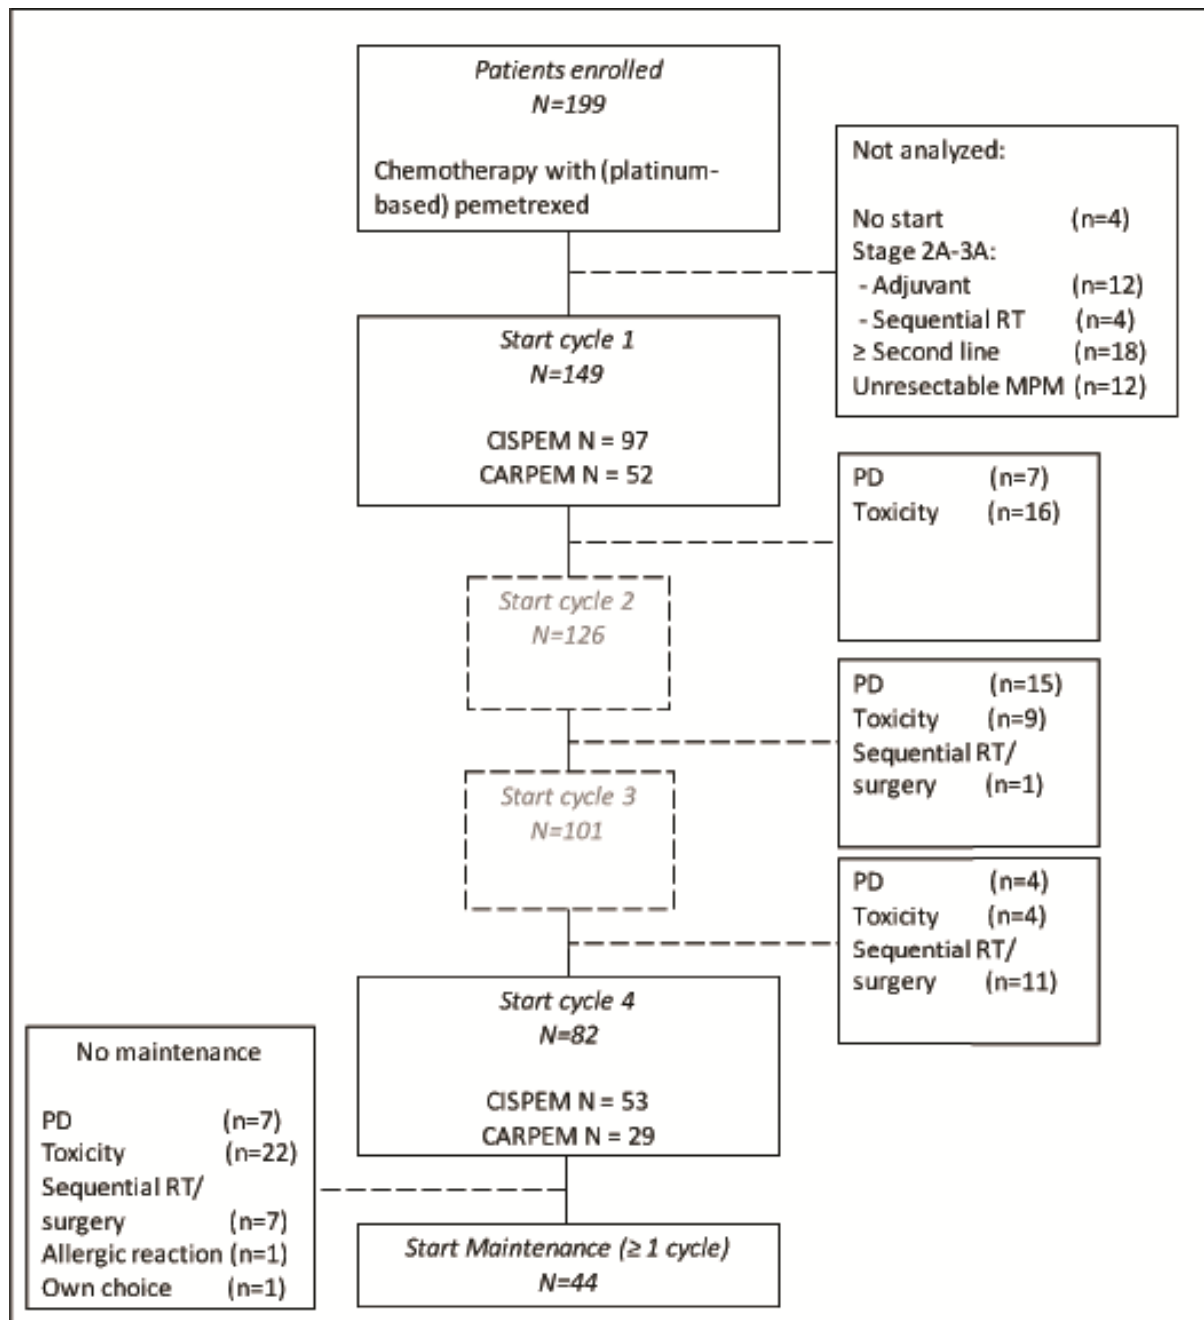 Patients enrolled
N=199
Chemotherapy with (platinum-
based) pemetrexed
Not analyzed:
No start (n=4)
Stage 2A-3A:
- Adjuvant (n=12)
- Sequential RT (n=4)
≥ Second line (n=18)
Unresectable MPM (n=12)
Start cycle 1
N=149
CISPEM N = 97
CARPEM N = 52
PD (n=7)
Toxicity (n=16)
Start cycle 2
N=126
PD (n=15)
Toxicity (n=9)
Sequential RT/
surgery (n=1)
Start cycle 3
N=101
PD (n=4)
Toxicity (n=4)
Sequential RT/
surgery (n=11)
Start cycle 4
N=82
CISPEM N = 53
CARPEM N = 29
No maintenance
PD (n=7)
Toxicity (n=22)
Sequential RT/
surgery (n=7)
Allergic reaction (n=1)
Own choice (n=1)
Start Maintenance (≥ 1 cycle)
N=44